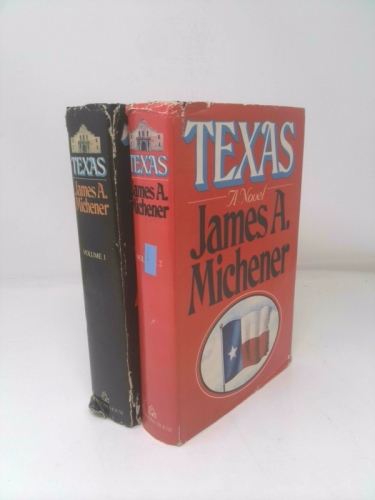 TEXAS
James A.
Michener
VOLUME 1
TEXAS
James A.
Michener
TEXAS
A Novel
James A.
Michener